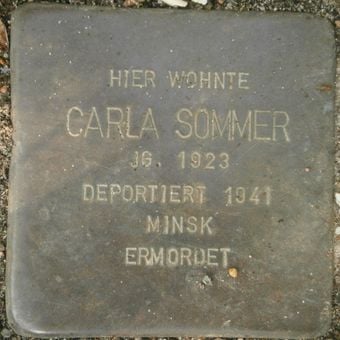 HIER WOHNTE
CARLA SOMMER
JG. 1923
DEPORTIERT 1941
MINSK
ERMORDET